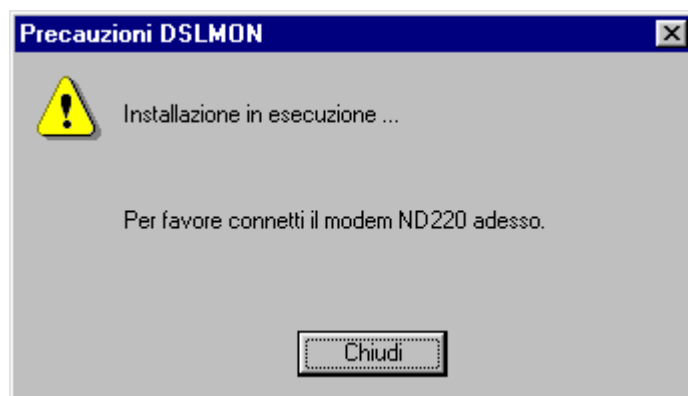 Precauzioni DSLMON
Installazione in esecuzione ...
Per favore connetti il modem ND220 adesso.
Chiudi